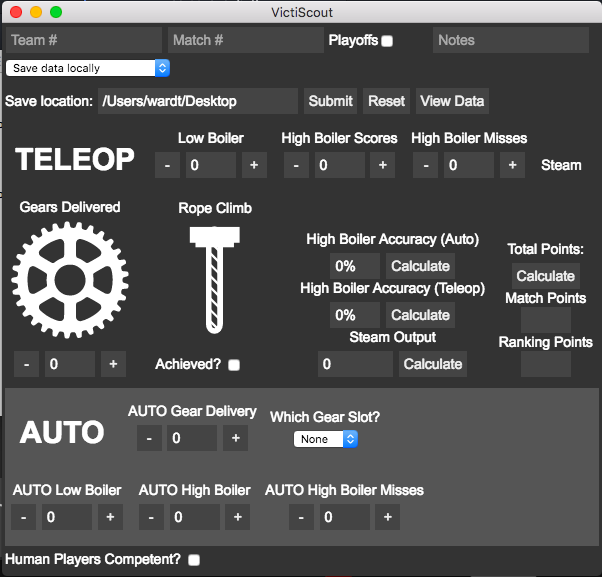 VictiScout
Team # Match # Playoffs Notes
Save data locally
Save location: /Users/wardt/Desktop Submit Reset View Data
Low Boiler High Boiler Scores High Boiler Misses
TELEOP - 0 + - 0 + - 0 + Steam
Gears Delivered Rope Climb
High Boiler Accuracy (Auto) Total Points:
0% Calculate Calculate
High Boiler Accuracy (Teleop) Match Points
0% Calculate
Steam Output Ranking Points
- 0 + Achieved? 0 Calculate
AUTO Gear Delivery Which Gear Slot?
AUTO - 0 + None
AUTO Low Boiler AUTO High Boiler AUTO High Boiler Misses
- 0 + - 0 + - 0 +
Human Players Competent?